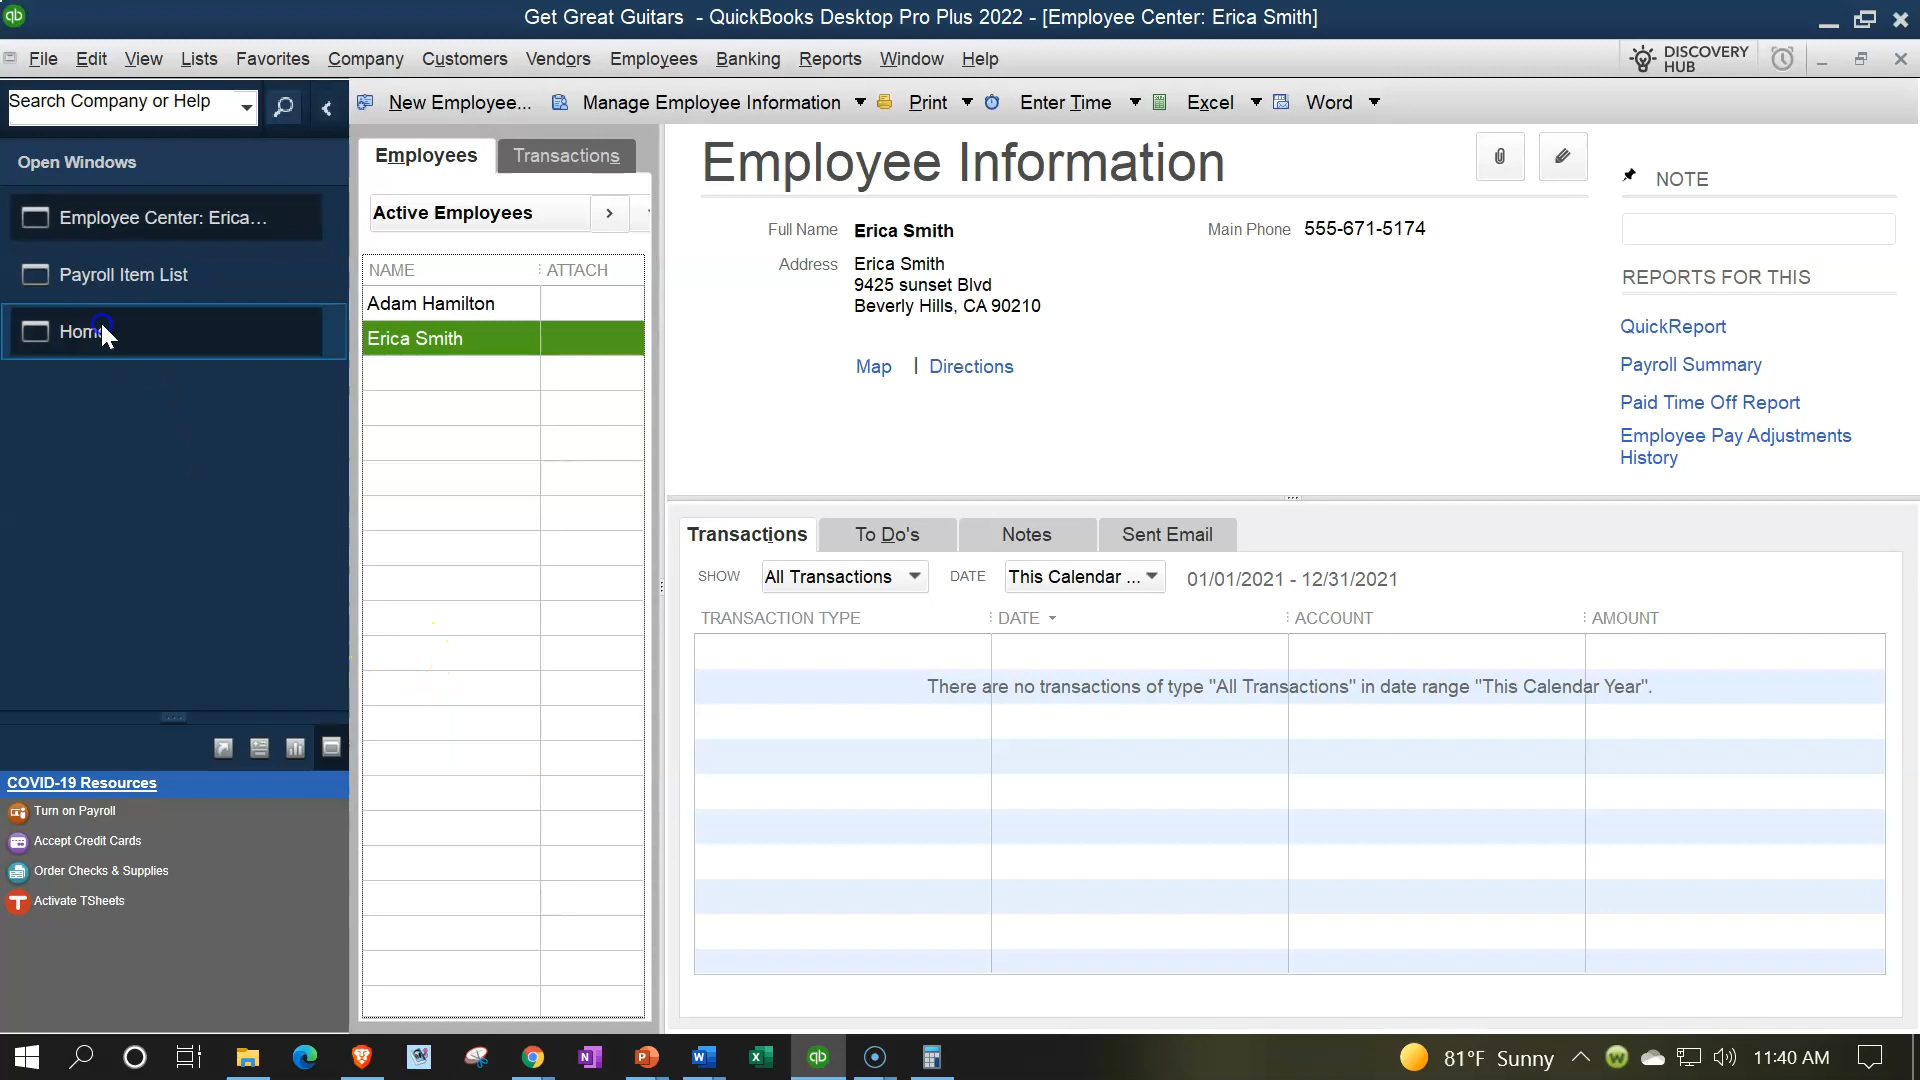 Get Great Guitars - QuickBooks Desktop Pro Plus 2022 - [Employee Center: Erica Smith]
File Edit View Lists Favorites Company Customers Vendors Employees Banking Reports Window Help
DISCOVERY
HUB
Search Company or Help
New Employee... Manage Employee Information Print Enter Time Excel Word
Open Windows
Employee Center: Erica...
Payroll Item List
COVID-19 Resources
Turn on Payroll
Accept Credit Cards
Order Checks & Supplies
Activate TSheets
Employees Transactions
Active Employees
NAME ATTACH
Adam Hamilton
Erica Smith
Employee Information
Full Name Erica Smith
Main Phone 555-671-5174
Address Erica Smith
9425 sunset Blvd
Beverly Hills, CA 90210
Map | Directions
NOTE
REPORTS FOR THIS
QuickReport
Payroll Summary
Paid Time Off Report
Employee Pay Adjustments
History
Transactions To Do's Notes Sent Email
SHOW All Transactions DATE This Calendar ... 01/01/2021 - 12/31/2021
TRANSACTION TYPE DATE ACCOUNT AMOUNT
There are no transactions of type "All Transactions" in date range "This Calendar Year".
81°F Sunny 11:40 AM